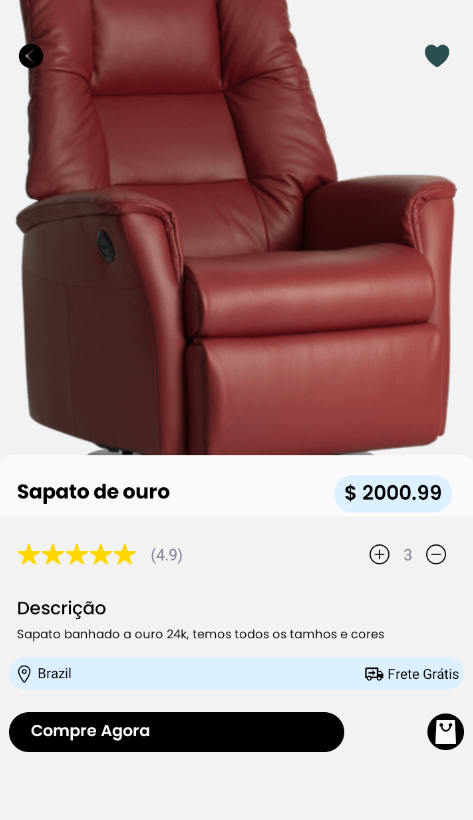 Sapato de ouro
$ 2000.99
(4.9)
3
Descrição
Sapato banhado a ouro 24k, temos todos os tamhos e cores
Brazil
Frete Grátis
Compre Agora